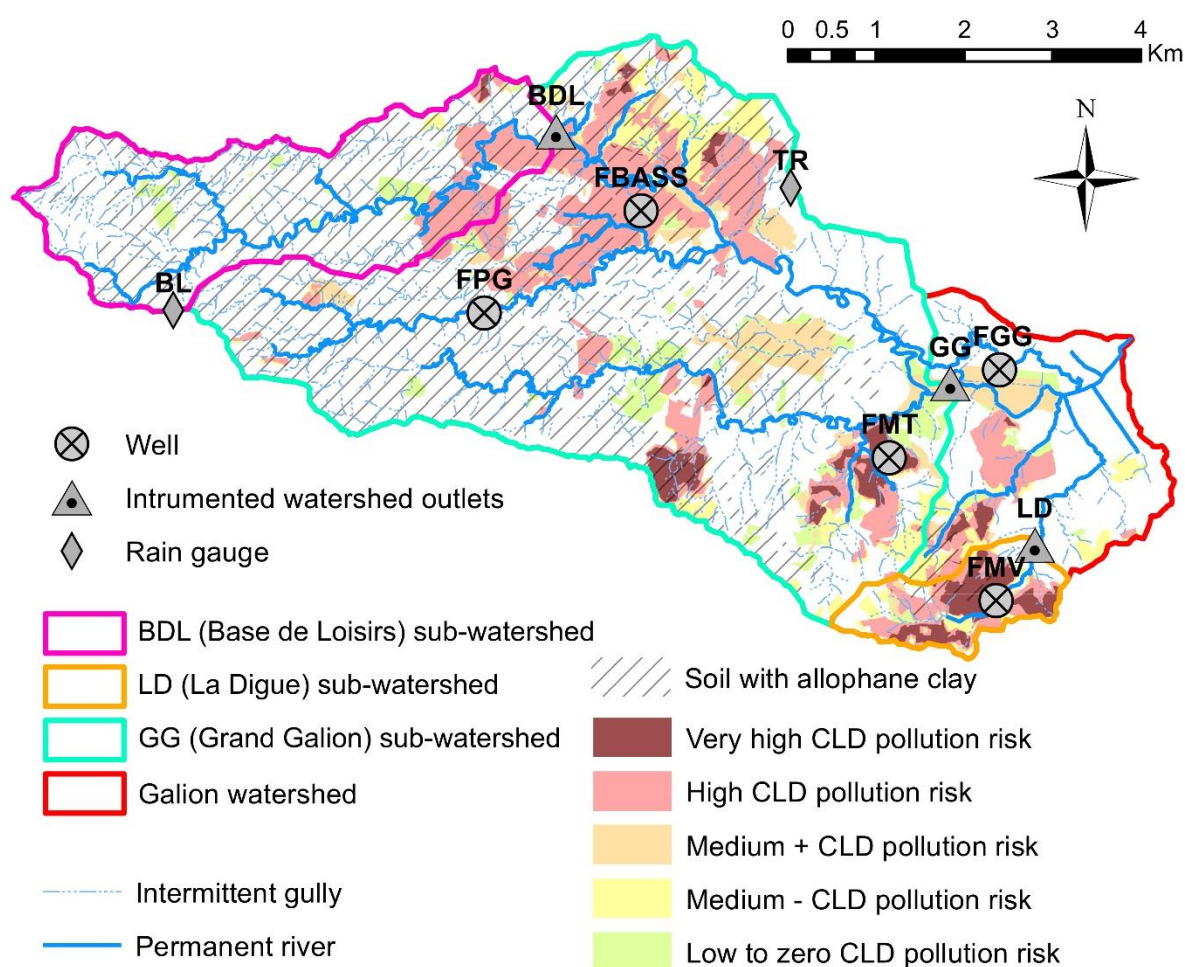 0 0.5 1 2 3 4
Km
N
BDL
TR
FBASS
BL
FPG
FGG
GG
FMT
LD
FMV
Well
Intrumented watershed outlets
Rain gauge
BDL (Base de Loisirs) sub-watershed
LD (La Digue) sub-watershed
GG (Grand Galion) sub-watershed
Galion watershed
Intermittent gully
Permanent river
Soil with allophane clay
Very high CLD pollution risk
High CLD pollution risk
Medium + CLD pollution risk
Medium - CLD pollution risk
Low to zero CLD pollution risk